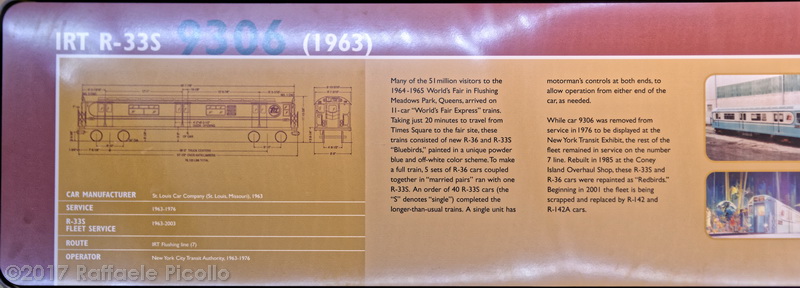 IRT R-33S 9306 (1963)
CAR MANUFACTURER St. Louis Car Company (St. Louis, Missouri), 1963
SERVICE 1963-1976
R-33S
FLEET SERVICE 1963-2003
ROUTE IRT Flushing line (7)
OPERATOR New York City Transit Authority, 1963-1976
Many of the 51 million visitors to the
1964-1965 World's Fair in Flushing
Meadows Park, Queens, arrived on
11-car "World's Fair Express" trains.
Taking just 20 minutes to travel from
Times Square to the fair site, these
trains consisted of new R-36 and R-33S
"Bluebirds," painted in a unique powder
blue and off-white color scheme. To make
a full train, 5 sets of R-36 cars coupled
together in "married pairs" ran with one
R-33S. An order of 40 R-33S cars (the
"S" denotes "single") completed the
longer-than-usual trains. A single unit has
motorman's controls at both ends, to
allow operation from either end of the
car, as needed.
While car 9306 was removed from
service in 1976 to be displayed at the
New York Transit Exhibit, the rest of the
fleet remained in service on the number
7 line. Rebuilt in 1985 at the Coney
Island Overhaul Shop, these R-33S and
R-36 cars were repainted as "Redbirds."
Beginning in 2001 the fleet is being
scrapped and replaced by R-142 and
R-142A cars.
©2017 Raffaele Picollo